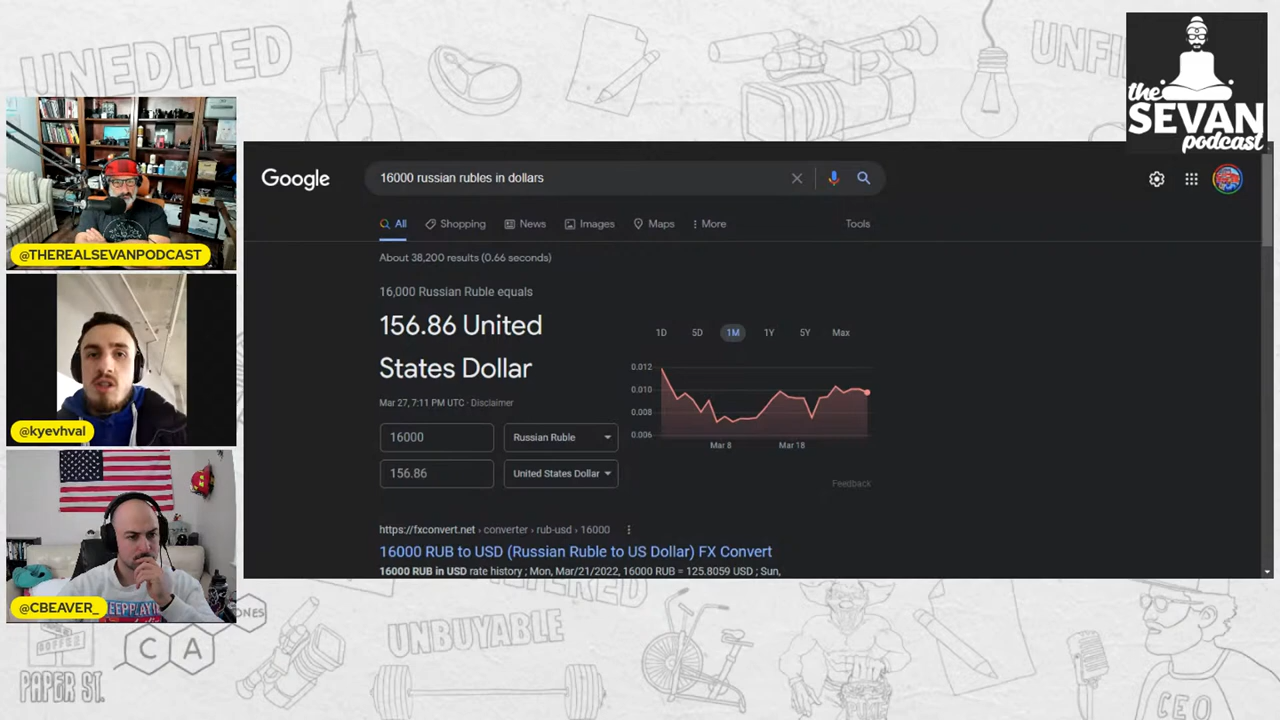 UNEDITED
UNFI
the
SEVAN
podcast
@THEREALSEVANPODCAST
@kyevhval
@CBEAVER_
Google
16000 russian rubles in dollars
All
Shopping
News
Images
Maps
More
Tools
About 38,200 results (0.66 seconds)
16,000 Russian Ruble equals
156.86 United
States Dollar
Mar 27, 7:11 PM UTC · Disclaimer
16000
Russian Ruble
156.86
United States Dollar
1D
5D
1M
1Y
5Y
Max
0.012
0.010
0.008
0.006
Mar 8
Mar 18
Feedback
https://fxconvert.net › converter › rub-usd › 16000
16000 RUB to USD (Russian Ruble to US Dollar) FX Convert
16000 RUB in USD rate history ; Mon, Mar/21/2022, 16000 RUB = 125.8059 USD ; Sun,
LTERED
UNBUYABLE
ONES
C A
COFFEE
PAPER ST.
CEO